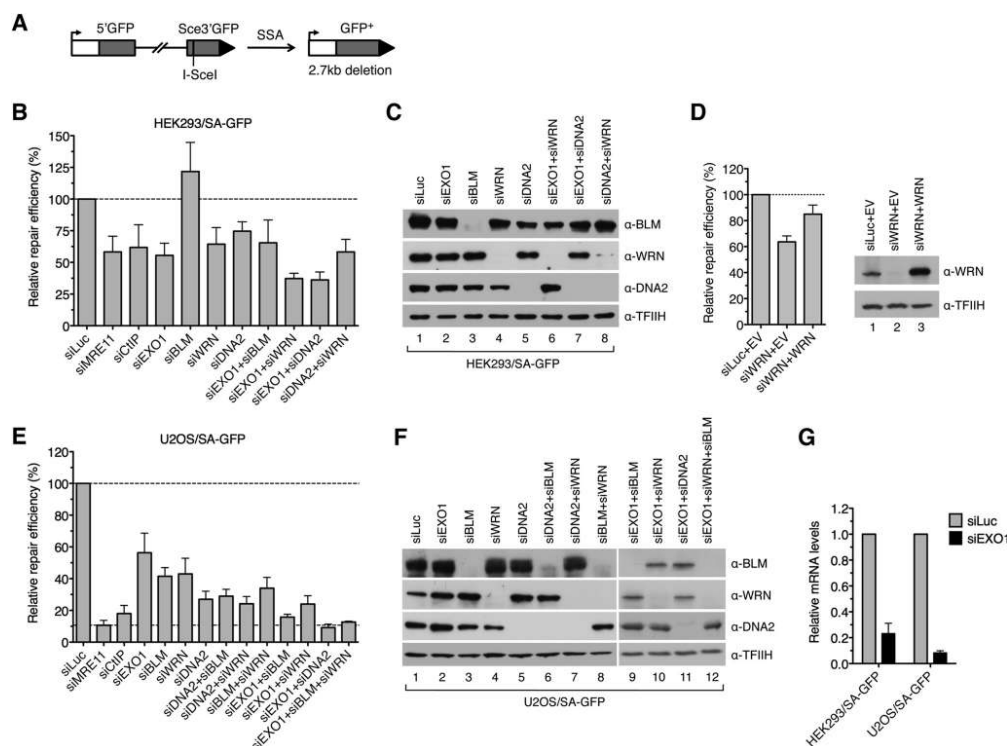 A
5'GFP
Sce3'GFP
SSA
GFP+
I-SceI
2.7kb deletion
B
HEK293/SA-GFP
Relative repair efficiency (%)
150
125
100
75
50
25
0
siLuc
siMRE11
siCtIP
siEXO1
siBLM
siWRN
siDNA2
siEXO1+siBLM
siEXO1+siWRN
siEXO1+siDNA2
siDNA2+siWRN
C
siLuc
siEXO1
siBLM
siWRN
siDNA2
siEXO1+siWRN
siEXO1+siDNA2
siDNA2+siWRN
α-BLM
α-WRN
α-DNA2
α-TFIIH
1 2 3 4 5 6 7 8
HEK293/SA-GFP
D
Relative repair efficiency (%)
120
100
80
60
40
20
0
siLuc+EV
siWRN+EV
siWRN+WRN
siLuc+EV
siWRN+EV
siWRN+WRN
α-WRN
α-TFIIH
1 2 3
E
U2OS/SA-GFP
Relative repair efficiency (%)
120
100
80
60
40
20
0
siLuc
siMRE11
siCtIP
siEXO1
siBLM
siWRN
siDNA2
siDNA2+siBLM
siDNA2+siWRN
siBLM+siWRN
siEXO1+siBLM
siEXO1+siWRN
siEXO1+siDNA2
siEXO1+siBLM+siWRN
F
siLuc
siEXO1
siBLM
siWRN
siDNA2
siDNA2+siBLM
siDNA2+siWRN
siBLM+siWRN
siEXO1+siBLM
siEXO1+siWRN
siEXO1+siDNA2
siEXO1+siWRN+siBLM
α-BLM
α-WRN
α-DNA2
α-TFIIH
1 2 3 4 5 6 7 8 9 10 11 12
U2OS/SA-GFP
G
siLuc
siEXO1
Relative mRNA levels
1.2
1.0
0.8
0.6
0.4
0.2
0
HEK293/SA-GFP
U2OS/SA-GFP